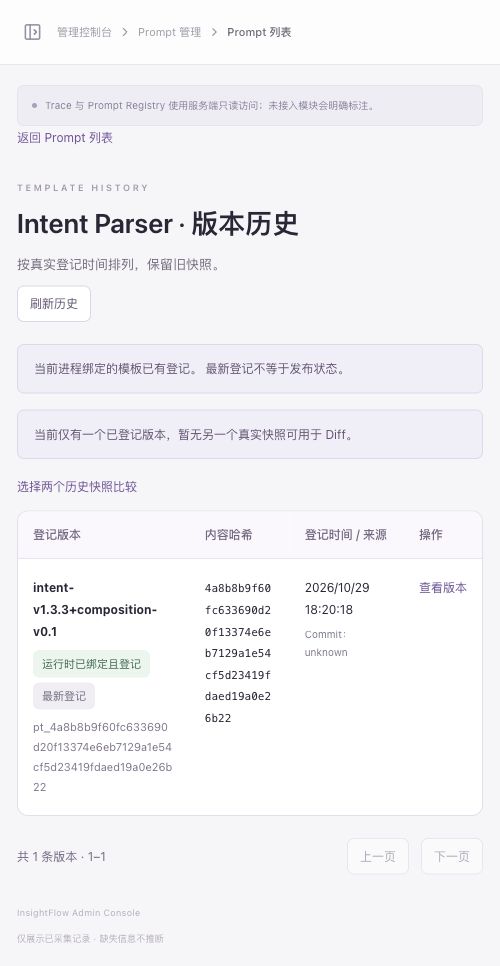 管理控制台 > Prompt 管理 > Prompt 列表
Trace 与 Prompt Registry 使用服务端只读访问；未接入模块会明确标注。
返回 Prompt 列表
TEMPLATE HISTORY
Intent Parser · 版本历史
按真实登记时间排列，保留旧快照。
刷新历史
当前进程绑定的模板已有登记。 最新登记不等于发布状态。
当前仅有一个已登记版本，暂无另一个真实快照可用于 Diff。
选择两个历史快照比较
登记版本 内容哈希 登记时间 / 来源 操作
intent-
v1.3.3+composition-
v0.1
运行时已绑定且登记
最新登记
pt_4a8b8b9f60fc633690
d20f13374e6eb7129a1e54
cf5d23419fdaed19a0e26b
22
4a8b8b9f60
fc633690d2
0f13374e6e
b7129a1e54
cf5d23419f
daed19a0e2
6b22
2026/10/29
18:20:18
Commit:
unknown
查看版本
共 1 条版本 · 1–1
上一页 下一页
InsightFlow Admin Console
仅展示已采集记录 · 缺失信息不推断